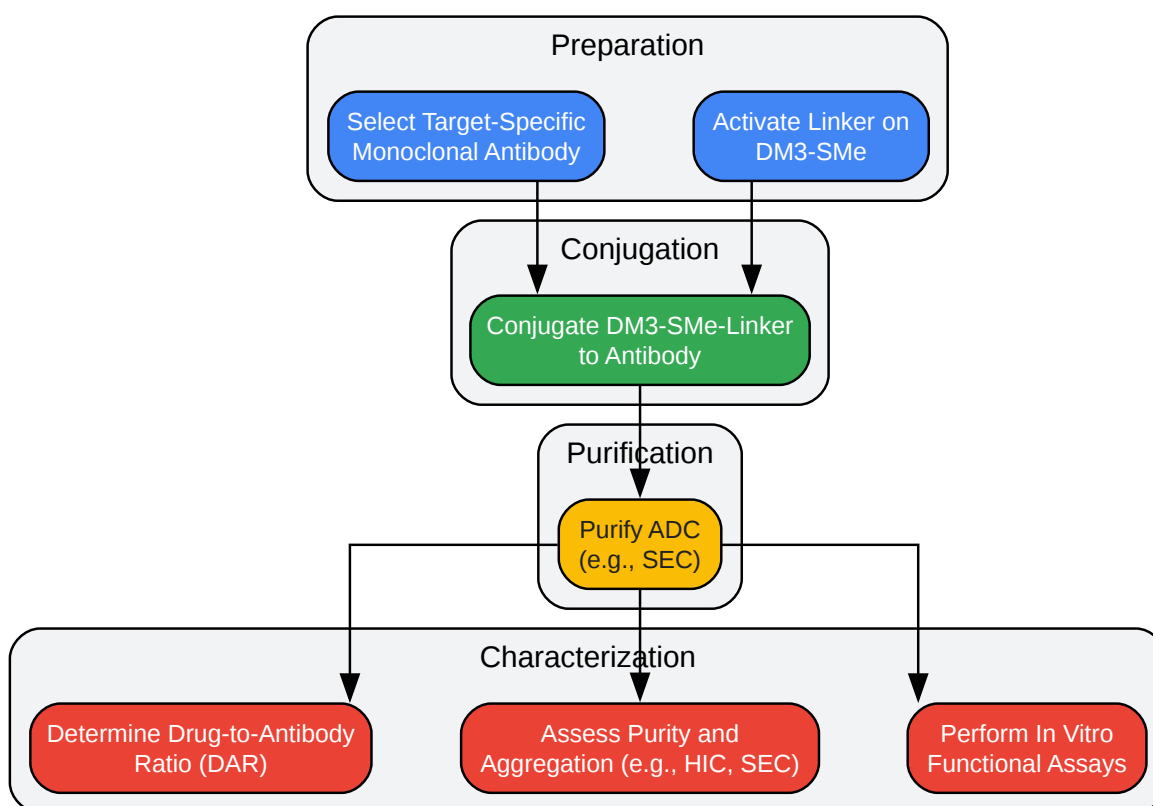 Preparation
Select Target-Specific
Monoclonal Antibody
Activate Linker on
DM3-SMe
Conjugation
Conjugate DM3-SMe-Linker
to Antibody
Purification
Purify ADC
(e.g., SEC)
Characterization
Determine Drug-to-Antibody
Ratio (DAR)
Assess Purity and
Aggregation (e.g., HIC, SEC)
Perform In Vitro
Functional Assays